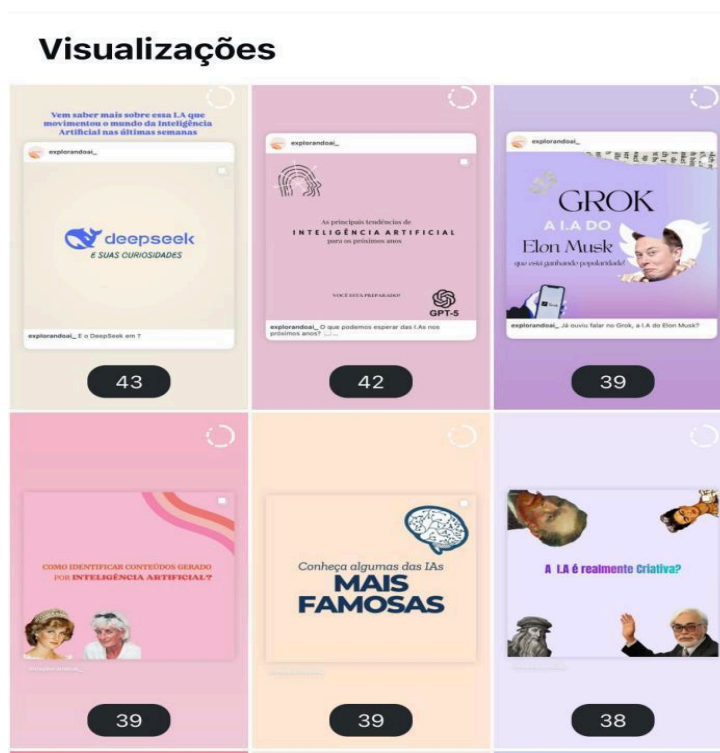 Visualizações
Vem saber mais sobre essa I.A que
movimentou o mundo da Inteligência
Artificial nas últimas semanas
explorandoai_
deepseek
E SUAS CURIOSIDADES
explorandoai_ E o DeepSeek em ?
43
explorandoai_
As principais tendências de
INTELIGÊNCIA ARTIFICIAL
para os próximos anos
VOCÊ ESTÁ PREPARADO?
GPT-5
explorandoai_ O que podemos esperar das I.As nos
próximos anos? ...
42
explorandoai_
GROK
A I.A DO
Elon Musk
que está ganhando popularidade!
explorandoai_ Já ouviu falar no Grok, a I.A do Elon Musk?
39
COMO IDENTIFICAR CONTEÚDOS GERADO
POR INTELIGÊNCIA ARTIFICIAL?
39
Conheça algumas das IAs
MAIS
FAMOSAS
39
A I.A é realmente Criativa?
38